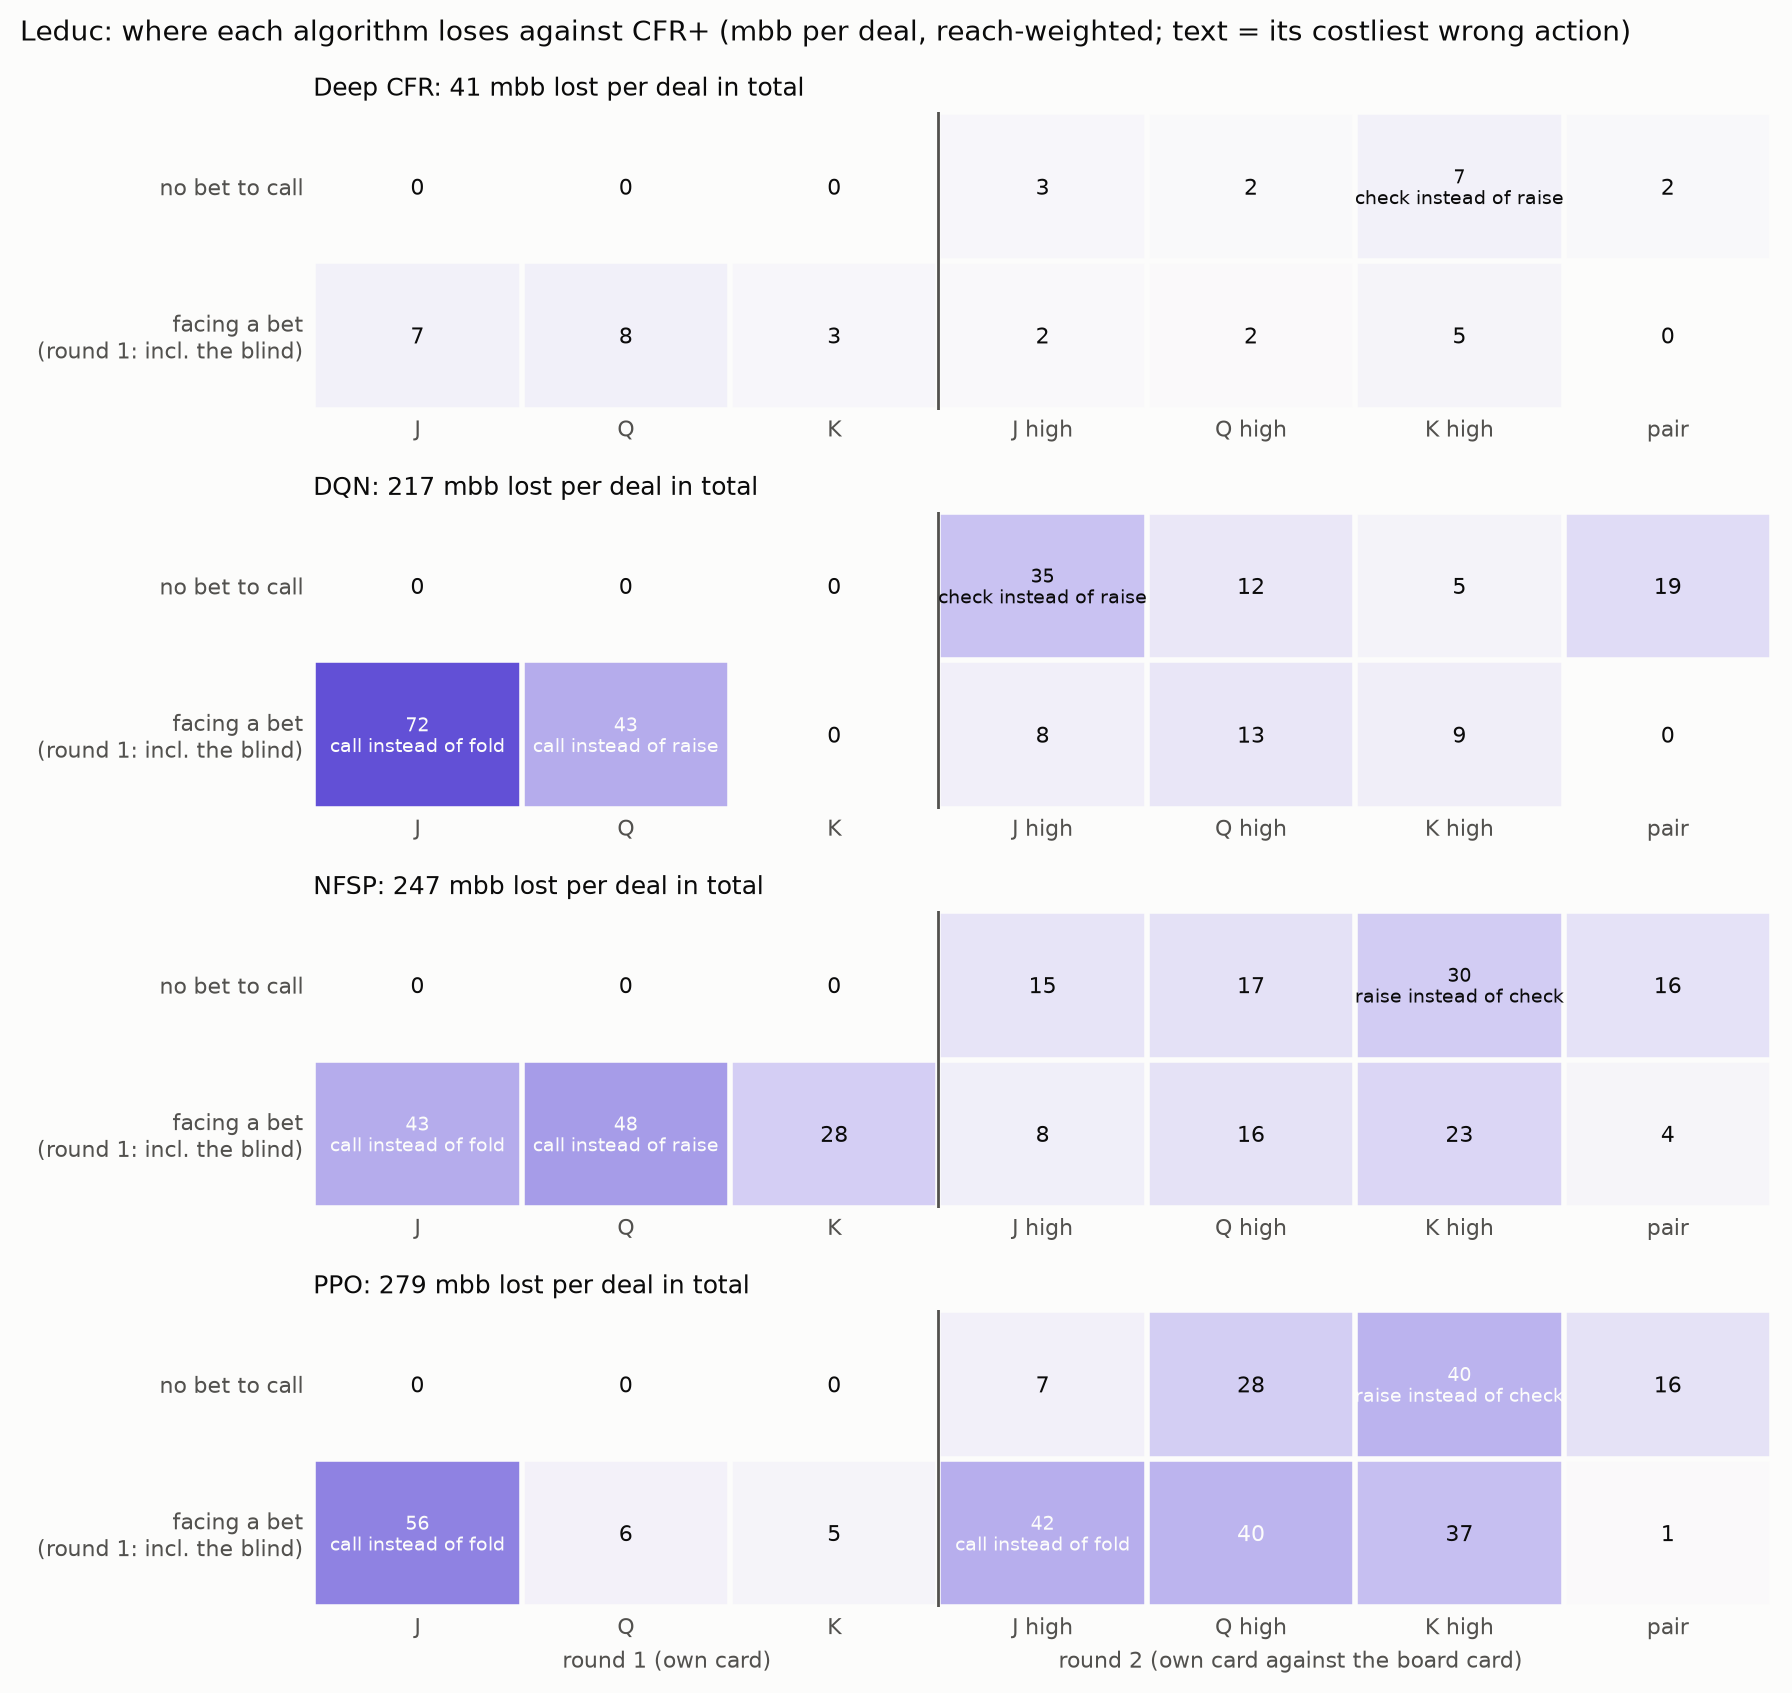 Leduc: where each algorithm loses against CFR+ (mbb per deal, reach-weighted; text = its costliest wrong action)
Deep CFR: 41 mbb lost per deal in total
no bet to call
0
0
0
3
2
7
check instead of raise
2
facing a bet
(round 1: incl. the blind)
7
8
3
2
2
5
0
J
Q
K
J high
Q high
K high
pair
DQN: 217 mbb lost per deal in total
no bet to call
0
0
0
35
check instead of raise
12
5
19
facing a bet
(round 1: incl. the blind)
72
call instead of fold
43
call instead of raise
0
8
13
9
0
J
Q
K
J high
Q high
K high
pair
NFSP: 247 mbb lost per deal in total
no bet to call
0
0
0
15
17
30
raise instead of check
16
facing a bet
(round 1: incl. the blind)
43
call instead of fold
48
call instead of raise
28
8
16
23
4
J
Q
K
J high
Q high
K high
pair
PPO: 279 mbb lost per deal in total
no bet to call
0
0
0
7
28
40
raise instead of check
16
facing a bet
(round 1: incl. the blind)
56
call instead of fold
6
5
42
call instead of fold
40
37
1
J
Q
K
J high
Q high
K high
pair
round 1 (own card)
round 2 (own card against the board card)